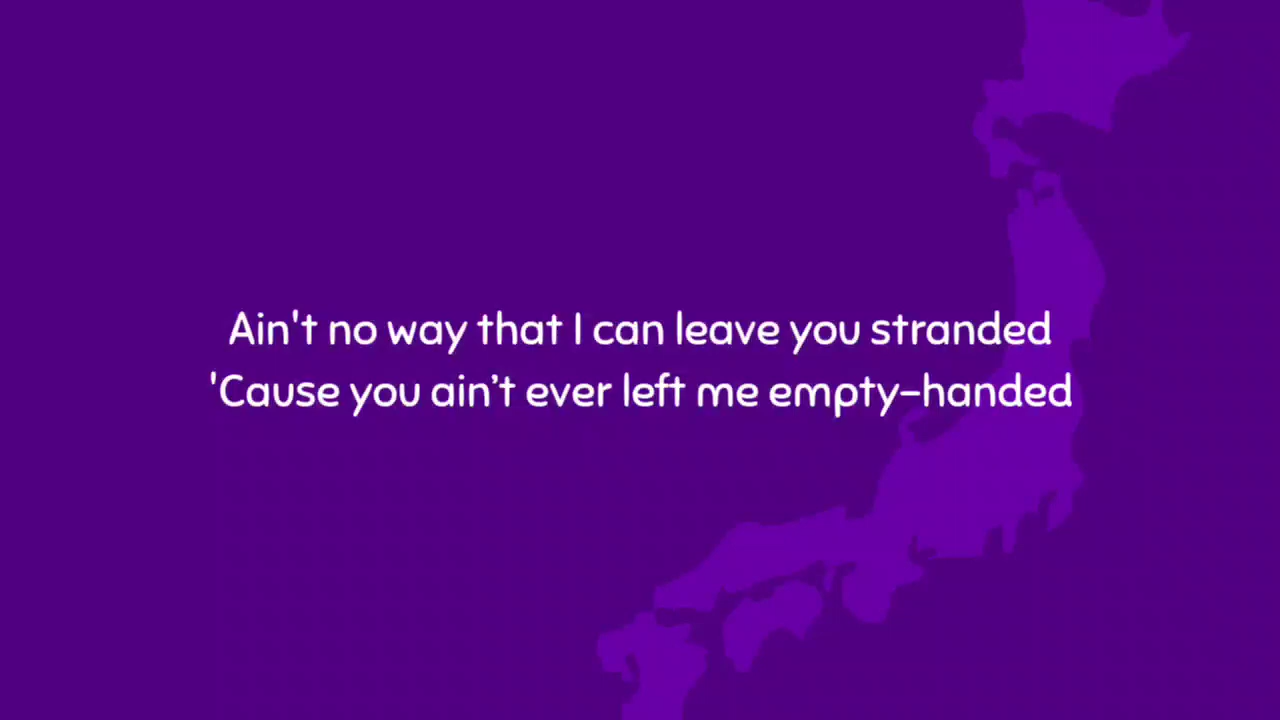 Ain't no way that I can leave you stranded
'Cause you ain’t ever left me empty-handed